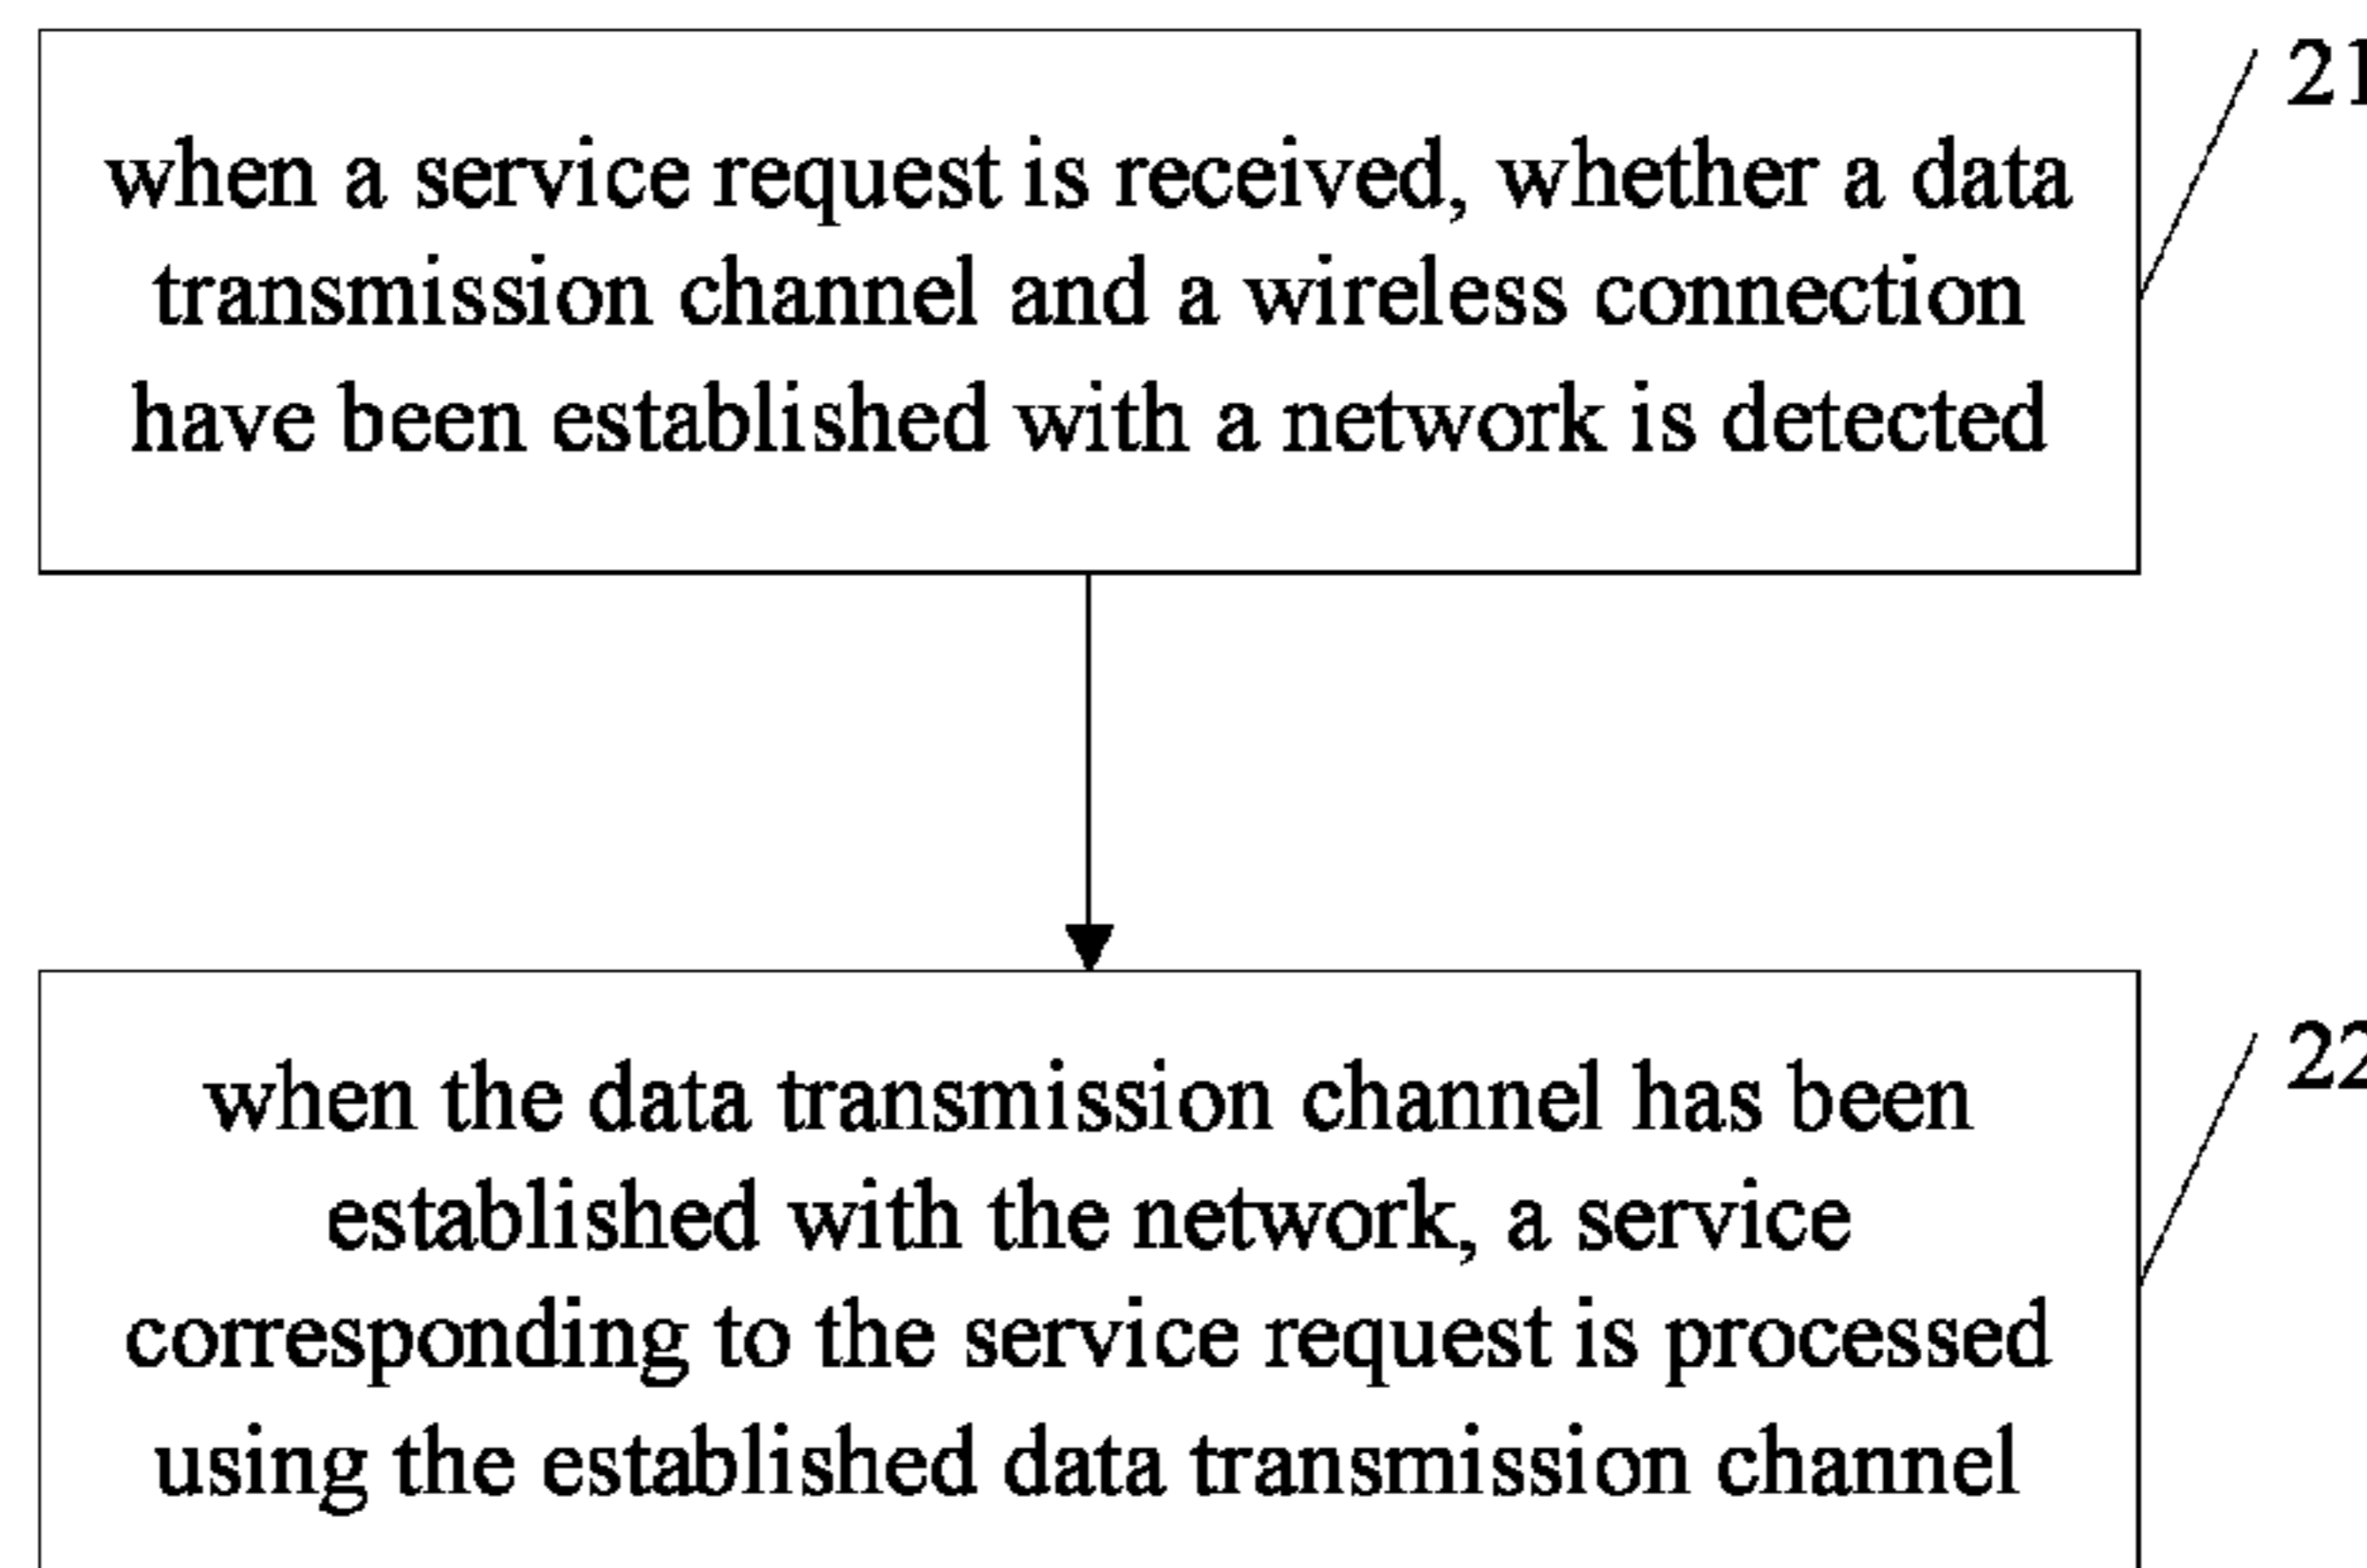 21
when a service request is received, whether a data
transmission channel and a wireless connection
have been established with a network is detected
22
when the data transmission channel has been
established with the network, a service
corresponding to the service request is processed
using the established data transmission channel